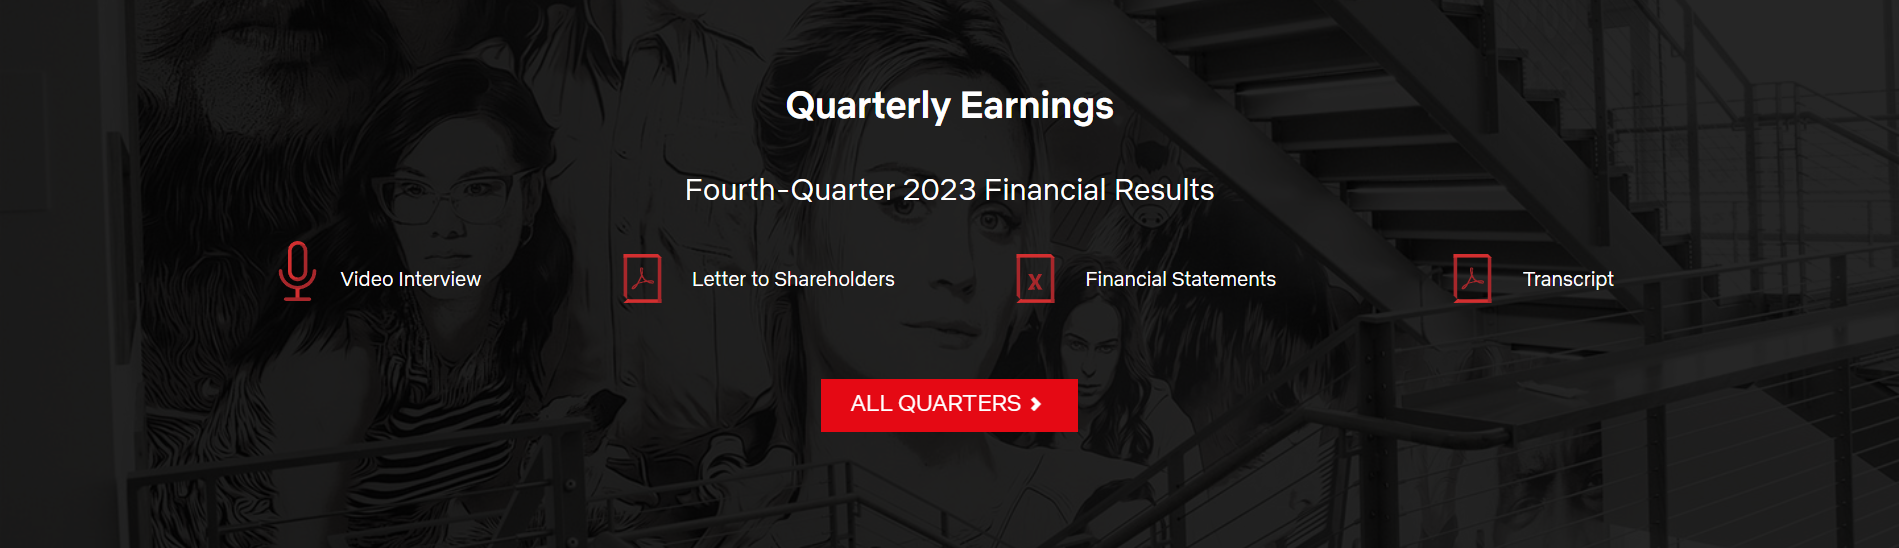 Quarterly Earnings
Fourth-Quarter 2023 Financial Results
Video Interview
Letter to Shareholders
X
Financial Statements
Transcript
ALL QUARTERS